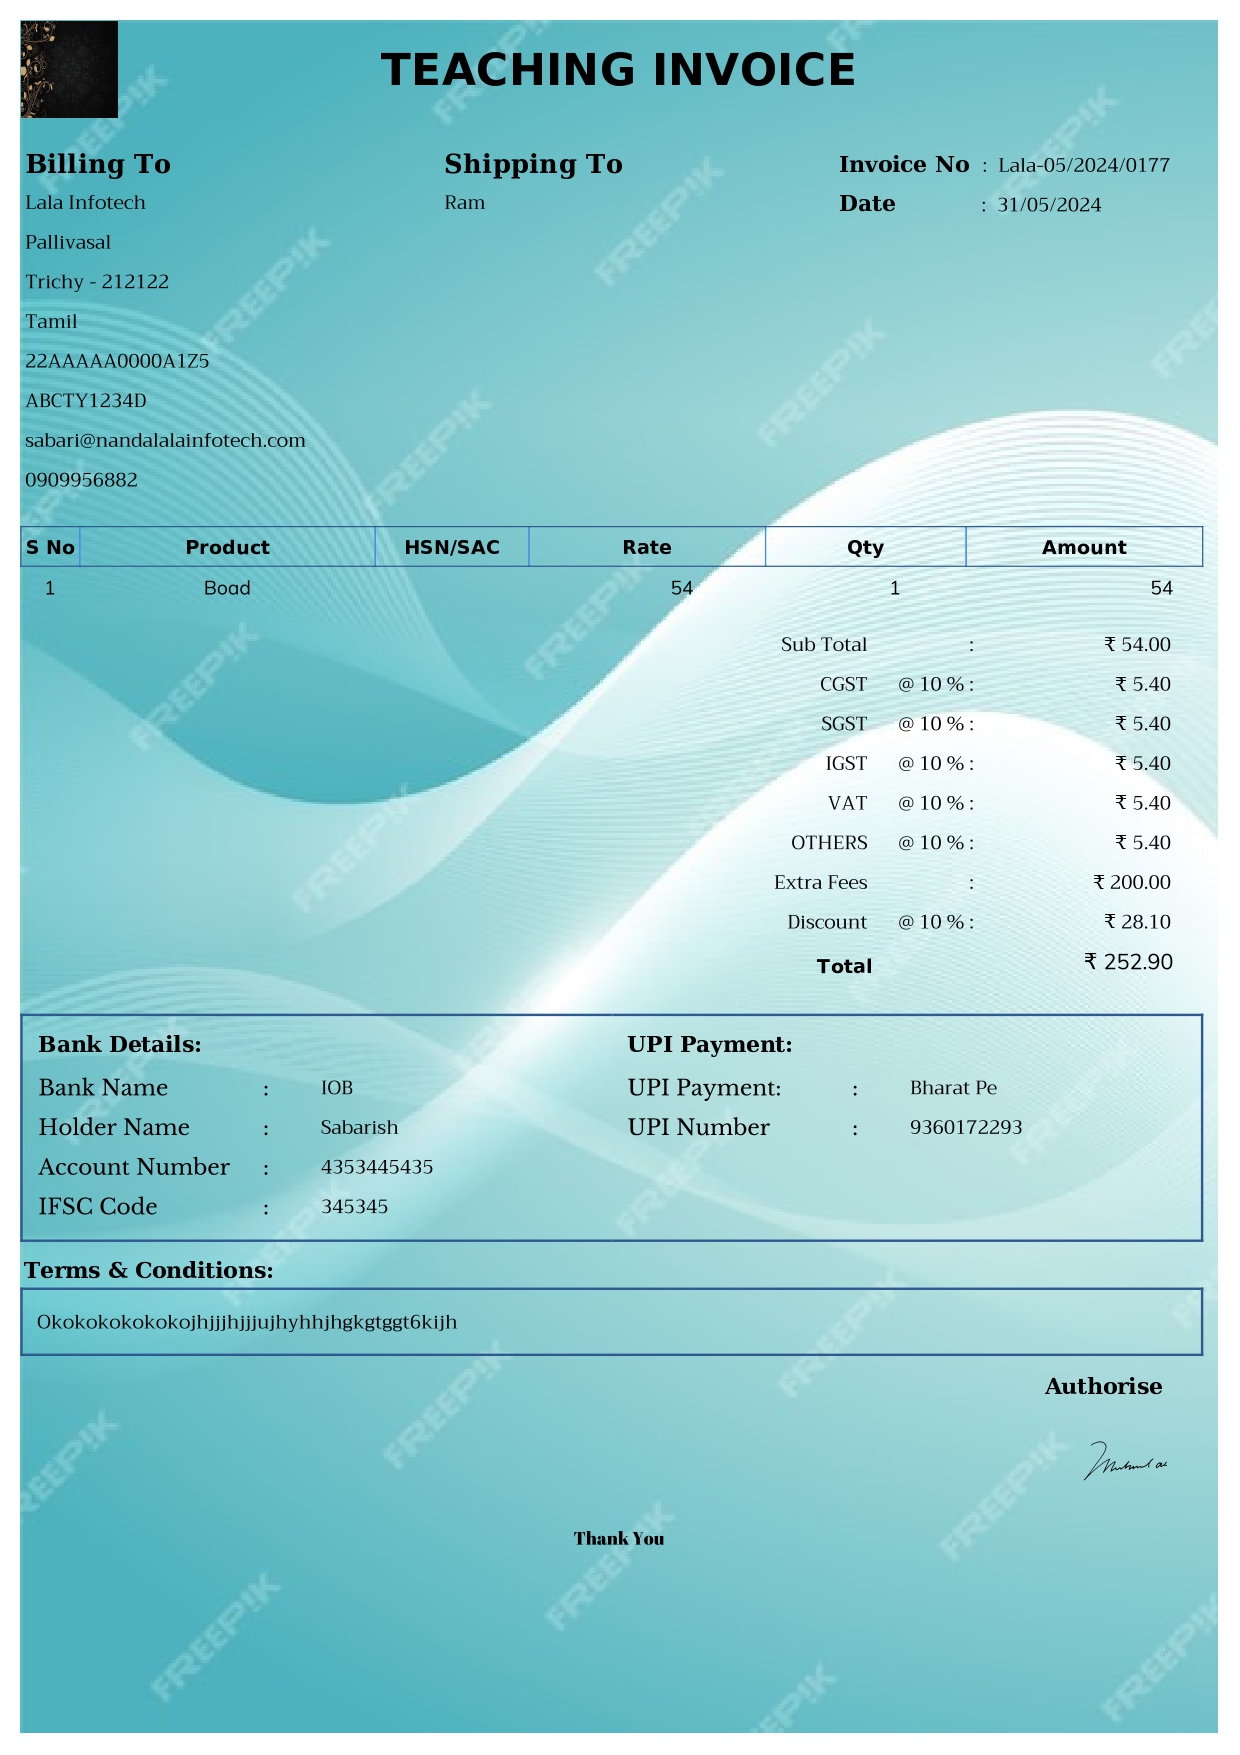 TEACHING INVOICE
Billing To
Lala Infotech
Pallivasal
Trichy - 212122
Tamil
22AAAAA0000A1Z5
ABCTY1234D
sabari@nandalalainfotech.com
0909956882
Shipping To
Ram
Invoice No : Lala-05/2024/0177
Date : 31/05/2024
S No Product HSN/SAC Rate Qty Amount
1 Boad 54 1 54
Sub Total : ₹ 54.00
CGST @ 10 % : ₹ 5.40
SGST @ 10 % : ₹ 5.40
IGST @ 10 % : ₹ 5.40
VAT @ 10 % : ₹ 5.40
OTHERS @ 10 % : ₹ 5.40
Extra Fees : ₹ 200.00
Discount @ 10 % : ₹ 28.10
Total ₹ 252.90
Bank Details:
Bank Name : IOB
Holder Name : Sabarish
Account Number : 4353445435
IFSC Code : 345345
UPI Payment:
UPI Payment: : Bharat Pe
UPI Number : 9360172293
Terms & Conditions:
Okokokokokokojhjjjhjjjujhyhhjhgkgtggt6kijh
Authorise
Thank You
FREEPIK